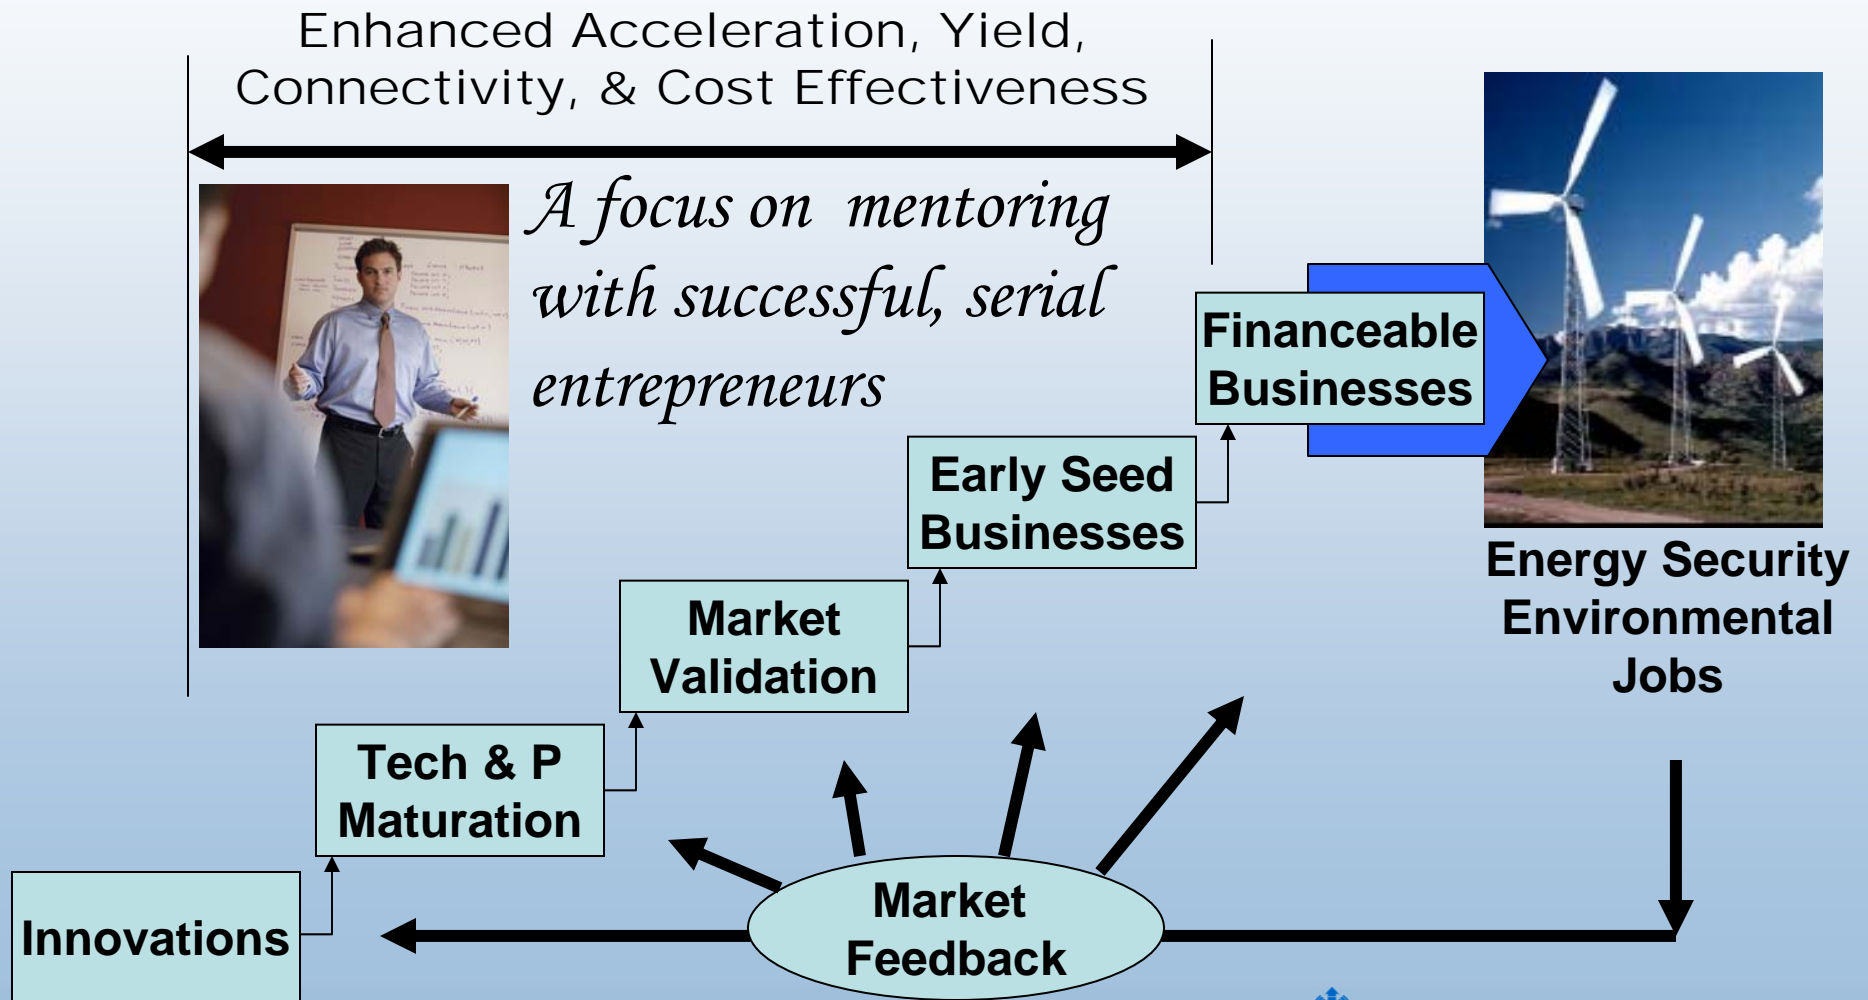 Enhanced Acceleration, Yield,
Connectivity, & Cost Effectiveness
A focus on mentoring
with successful, serial
entrepreneurs
Financeable
Businesses
Early Seed
Businesses
Energy Security
Environmental
Jobs
Market
Validation
Tech & P
Maturation
Innovations
Market
Feedback